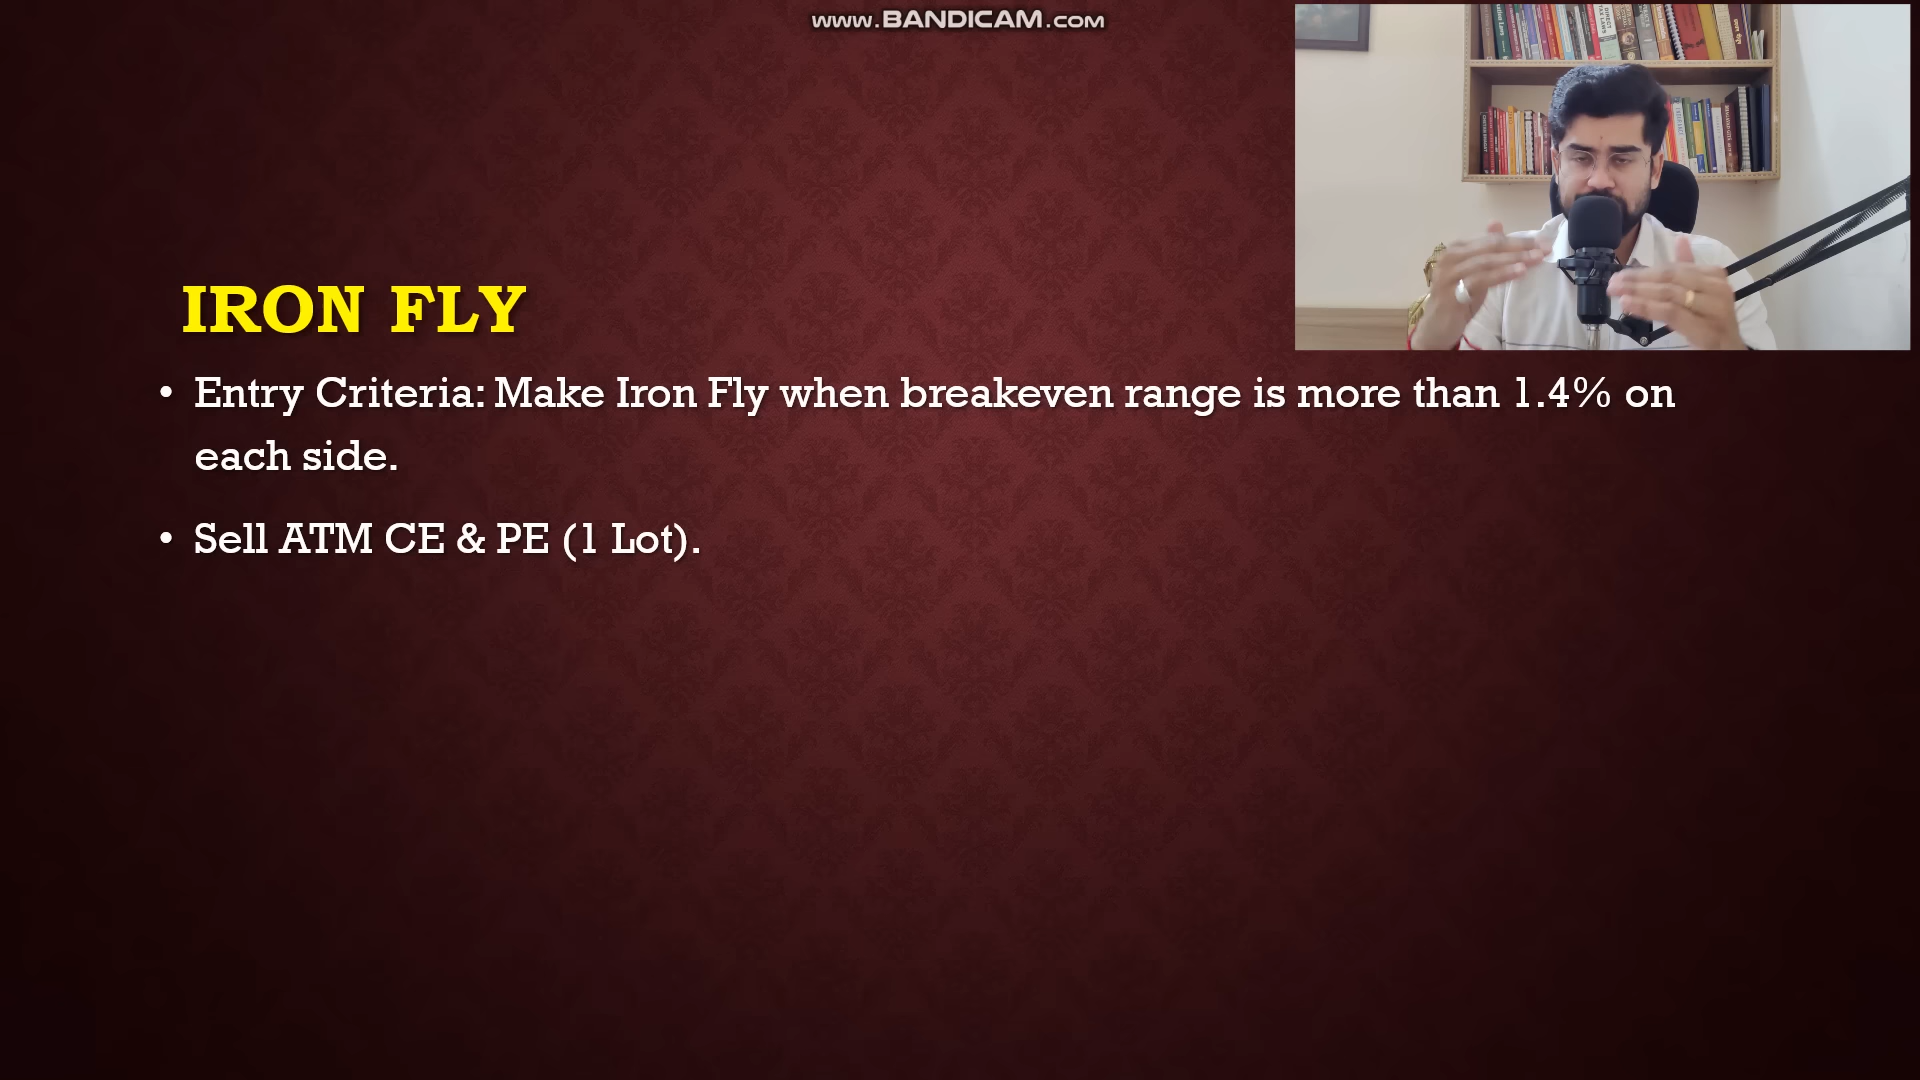 www.BANDICAM.com
IRON FLY
• Entry Criteria: Make Iron Fly when breakeven range is more than 1.4% on
each side.
• Sell ATM CE & PE (1 Lot).